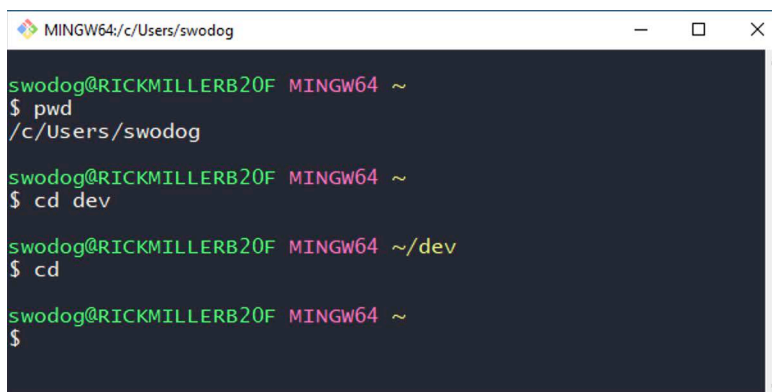 MINGW64:/c/Users/swodog
swodog@RICKMILLERB20F MINGW64 ~
$ pwd
/c/Users/swodog
swodog@RICKMILLERB20F MINGW64 ~
$ cd dev
swodog@RICKMILLERB20F MINGW64 ~/dev
$ cd
swodog@RICKMILLERB20F MINGW64 ~
$